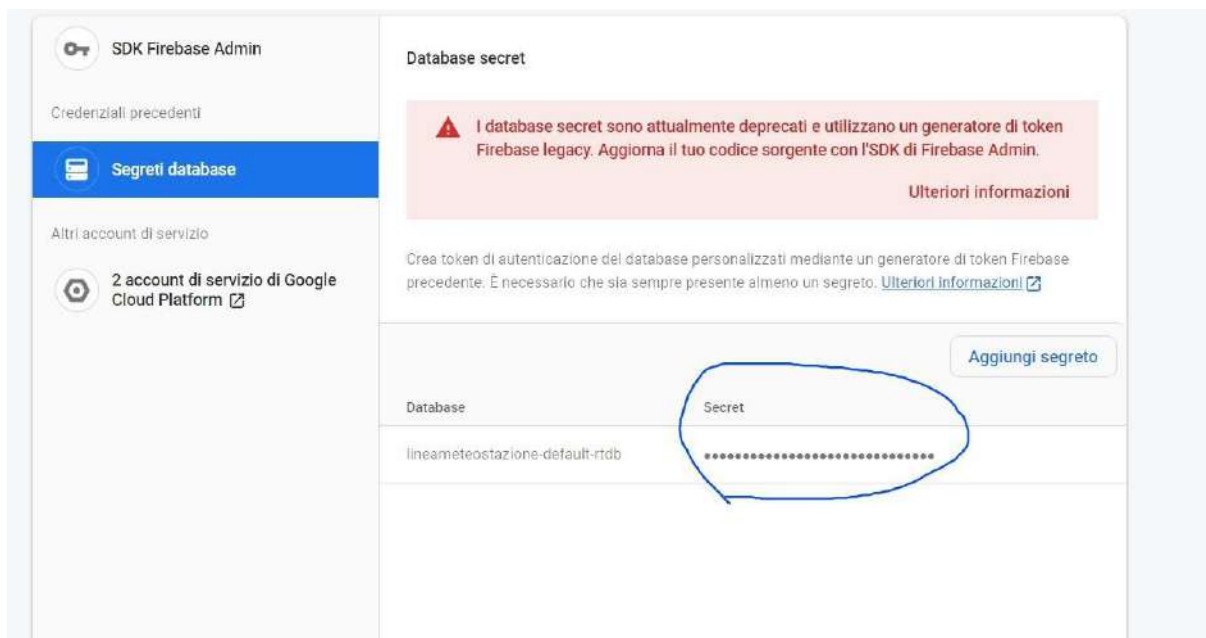 SDK Firebase Admin
Credenziali precedenti
Segreti database
Altri account di servizio
2 account di servizio di Google
Cloud Platform
Database secret
I database secret sono attualmente deprecati e utilizzano un generatore di token
Firebase legacy. Aggiorna il tuo codice sorgente con l'SDK di Firebase Admin.
Ulteriori informazioni
Crea token di autenticazione del database personalizzati mediante un generatore di token Firebase
precedente. È necessario che sia sempre presente almeno un segreto. Ulteriori informazioni
Aggiungi segreto
Database Secret
lineameteostazione-default-rtdb ••••••••••••••••••••••••••••••